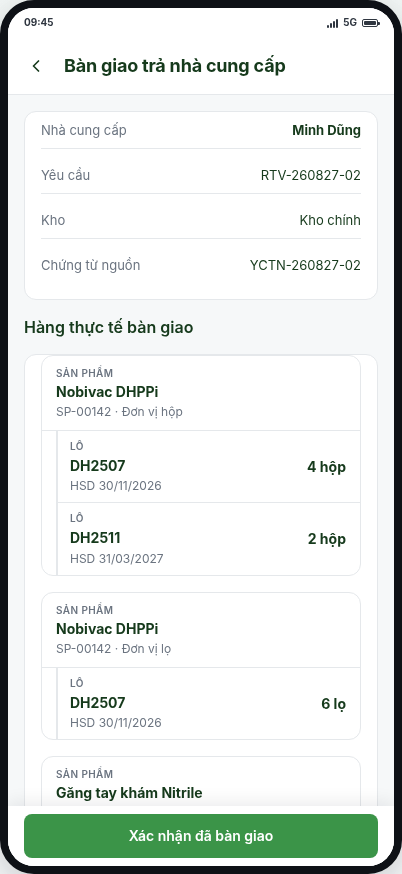 09:45
5G
Bàn giao trả nhà cung cấp
Nhà cung cấp Minh Dũng
Yêu cầu RTV-260827-02
Kho Kho chính
Chứng từ nguồn YCTN-260827-02
Hàng thực tế bàn giao
SẢN PHẨM
Nobivac DHPPi
SP-00142 · Đơn vị hộp
LÔ
DH2507 4 hộp
HSD 30/11/2026
LÔ
DH2511 2 hộp
HSD 31/03/2027
SẢN PHẨM
Nobivac DHPPi
SP-00142 · Đơn vị lọ
LÔ
DH2507 6 lọ
HSD 30/11/2026
SẢN PHẨM
Găng tay khám Nitrile
Xác nhận đã bàn giao